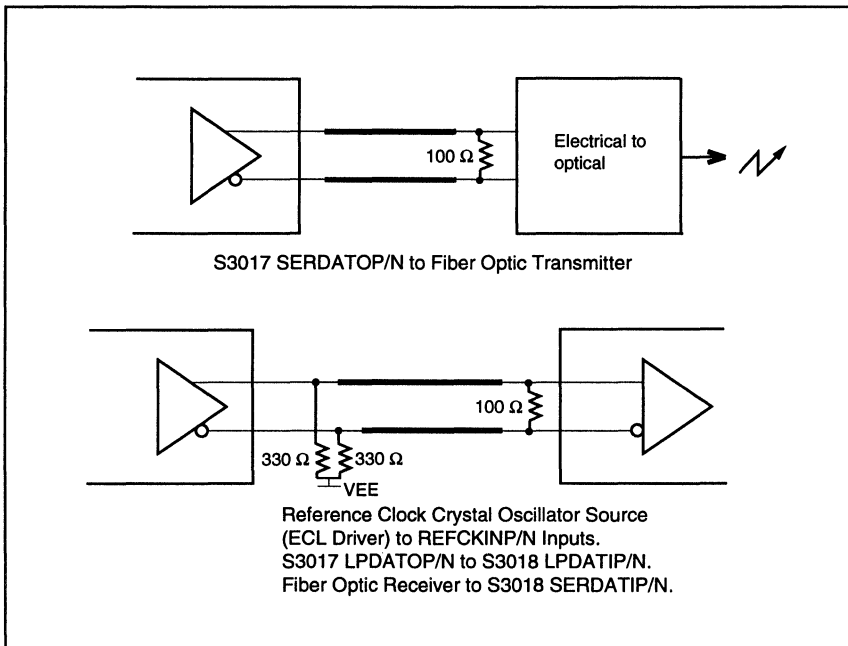 100 Ω
Electrical to
optical
S3017 SERDATOP/N to Fiber Optic Transmitter
100 Ω
330 Ω 330 Ω
VEE
Reference Clock Crystal Oscillator Source
(ECL Driver) to REFCKINP/N Inputs.
S3017 LPDATOP/N to S3018 LPDATIP/N.
Fiber Optic Receiver to S3018 SERDATIP/N.